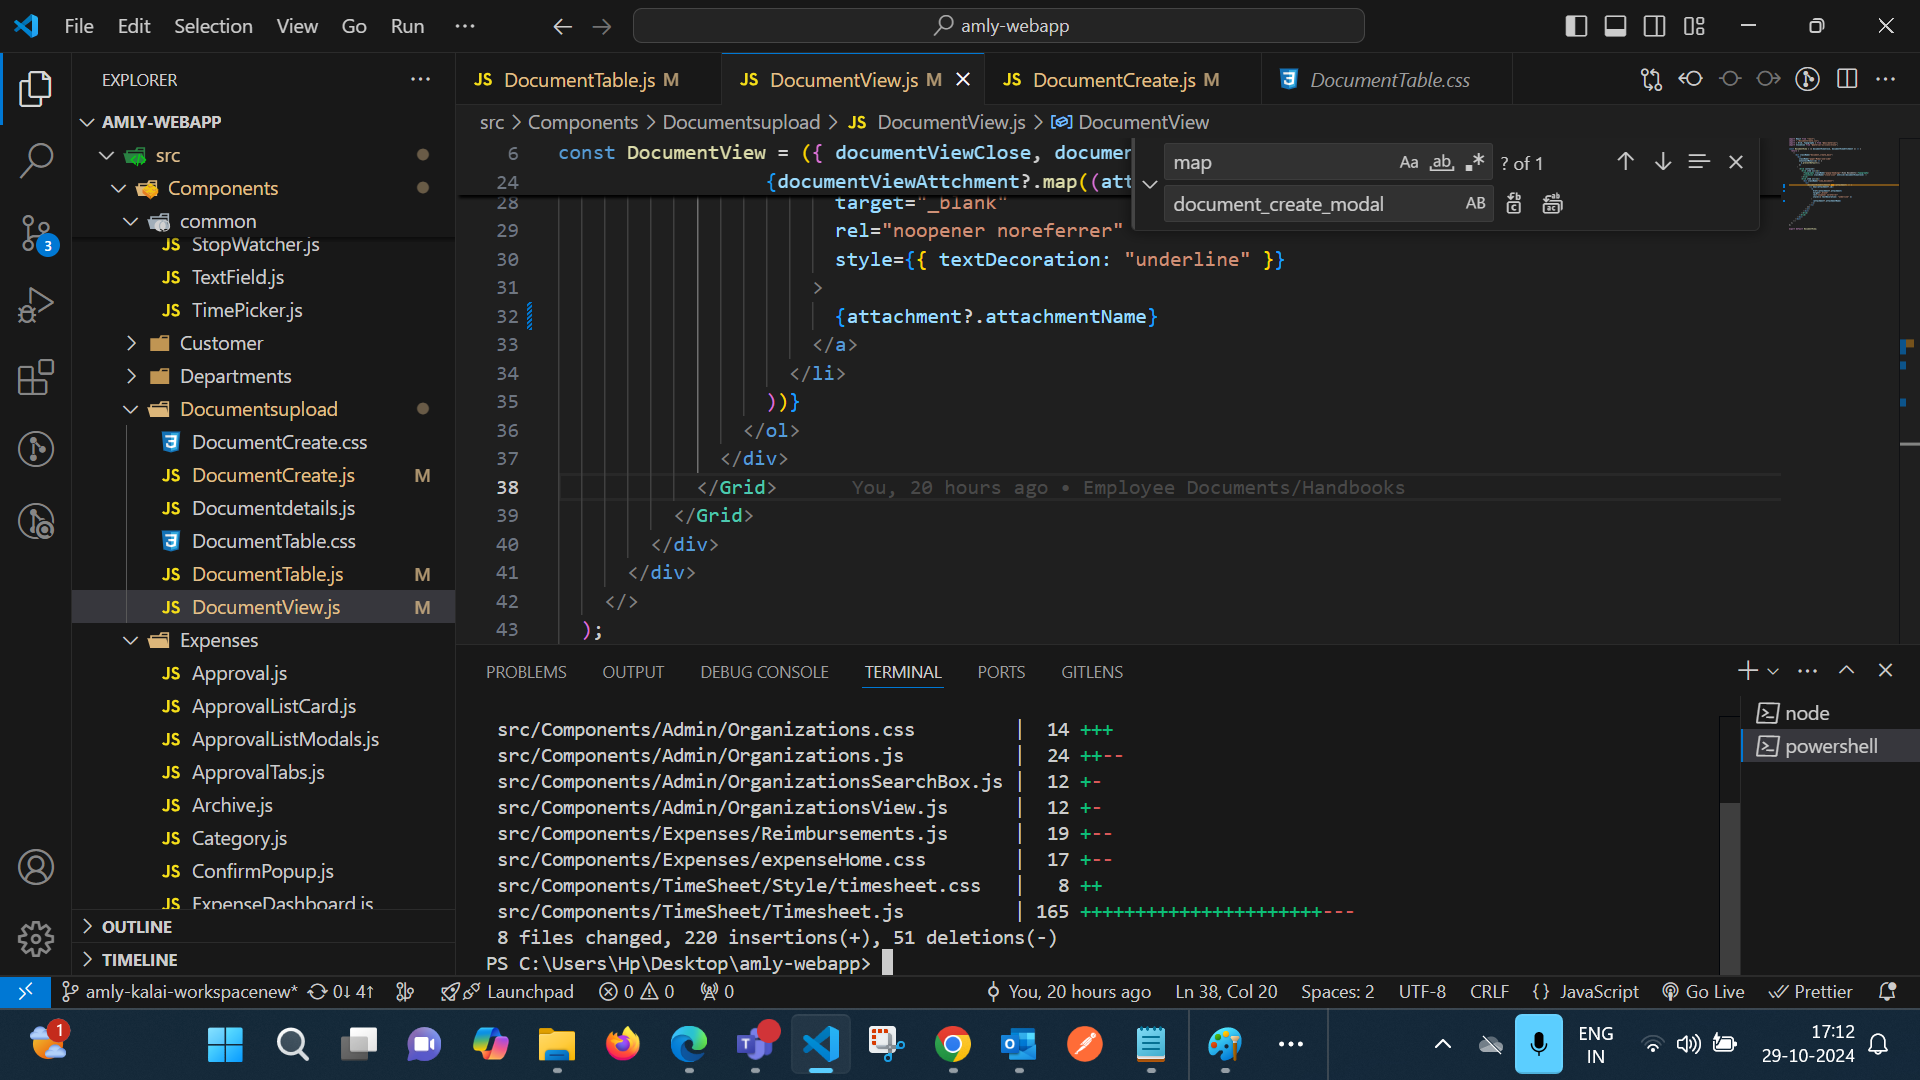 File Edit Selection View Go Run ···
amly-webapp
EXPLORER
AMLY-WEBAPP
src
Components
common
StopWatcher.js
JS TextField.js
JS TimePicker.js
Customer
Departments
Documentsupload
DocumentCreate.css
JS DocumentCreate.js M
JS Documentdetails.js
DocumentTable.css
JS DocumentTable.js M
JS DocumentView.js M
Expenses
JS Approval.js
JS ApprovalListCard.js
JS ApprovalListModals.js
JS ApprovalTabs.js
JS Archive.js
JS Category.js
JS ConfirmPopup.js
JS ExpenseDashboard.js
OUTLINE
TIMELINE
3
JS DocumentTable.js M
JS DocumentView.js M
JS DocumentCreate.js M
DocumentTable.css
src > Components > Documentsupload > JS DocumentView.js > DocumentView
map Aa ab ? of 1
document_create_modal AB
6 const DocumentView = ({ documentViewClose, documen
24 {documentViewAttchment?.map((att
28 target="_blank"
29 rel="noopener noreferrer"
30 style={{ textDecoration: "underline" }}
31 >
32 {attachment?.attachmentName}
33 </a>
34 </li>
35 ))}
36 </ol>
37 </div>
38 </Grid> You, 20 hours ago • Employee Documents/Handbooks
39 </Grid>
40 </div>
41 </div>
42 </>
43 );
PROBLEMS OUTPUT DEBUG CONSOLE TERMINAL PORTS GITLENS
src/Components/Admin/Organizations.css | 14 +++
src/Components/Admin/Organizations.js | 24 ++--
src/Components/Admin/OrganizationsSearchBox.js | 12 +-
src/Components/Admin/OrganizationsView.js | 12 +-
src/Components/Expenses/Reimbursements.js | 19 +--
src/Components/Expenses/expenseHome.css | 17 +--
src/Components/TimeSheet/Style/timesheet.css | 8 ++
src/Components/TimeSheet/Timesheet.js | 165 ++++++++++++++++++++++---
8 files changed, 220 insertions(+), 51 deletions(-)
PS C:\Users\Hp\Desktop\amly-webapp>
node
powershell
amly-kalai-workspacenew* 0↓ 4↑ Launchpad 0 0 0 You, 20 hours ago Ln 38, Col 20 Spaces: 2 UTF-8 CRLF {} JavaScript Go Live Prettier
1
ENG
IN
17:12
29-10-2024